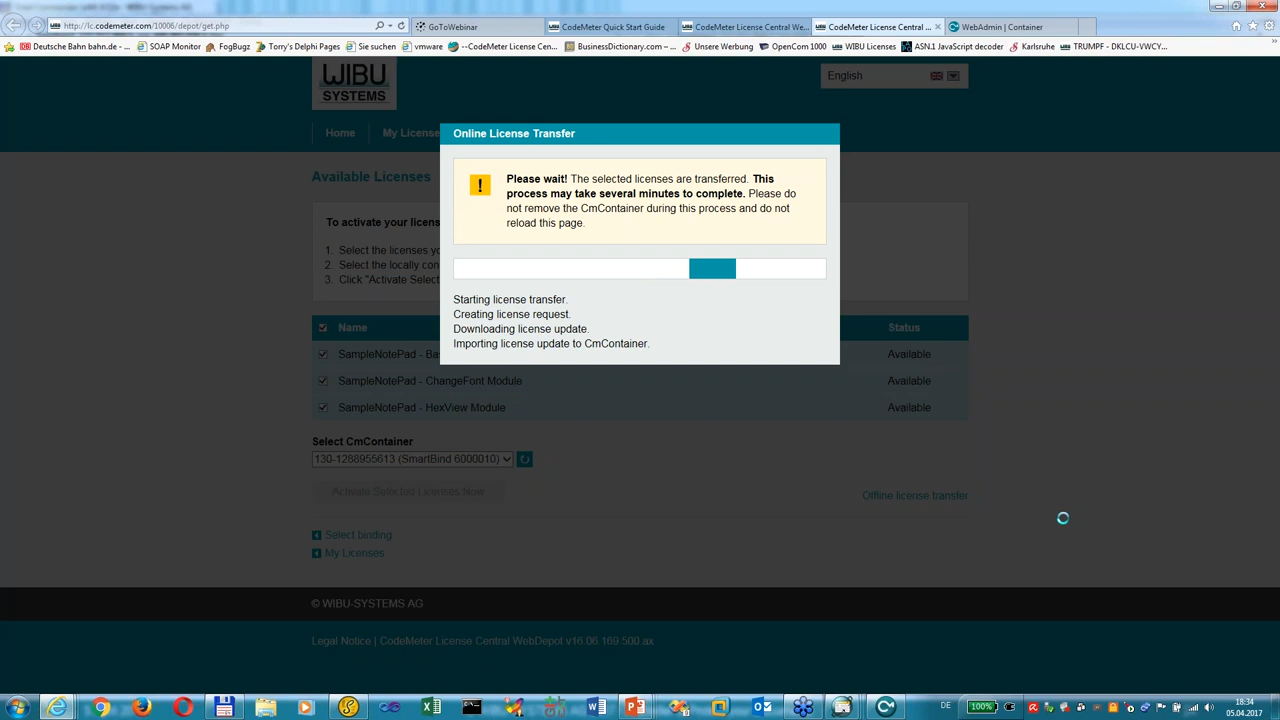 http://lc.codemeter.com/10006/depot/get.php
GoToWebinar
CodeMeter Quick Start Guide
CodeMeter License Central We...
CodeMeter License Central ...
WebAdmin | Container
Deutsche Bahn bahn.de - ...
SOAP Monitor
FogBugz
Torry's Delphi Pages
Sie suchen
vmware
--CodeMeter License Cen...
BusinessDictionary.com -...
Unsere Werbung
OpenCom 1000
WIBU Licenses
ASN.1 JavaScript decoder
Karlsruhe
TRUMPF - DKLCU-VWCY...
WIBU
SYSTEMS
English
Home
My License
Online License Transfer
Please wait! The selected licenses are transferred. This
process may take several minutes to complete. Please do
not remove the CmContainer during this process and do not
reload this page.
Starting license transfer.
Creating license request.
Downloading license update.
Importing license update to CmContainer.
Available Licenses
To activate your licens
1. Select the licenses yo
2. Select the locally con
3. Click "Activate Select
Name
Status
SampleNotePad - Ba
Available
SampleNotePad - ChangeFont Module
Available
SampleNotePad - HexView Module
Available
Select CmContainer
130-1288955613 (SmartBind 6000010)
Activate Selected Licenses Now
Offline license transfer
Select binding
My Licenses
© WIBU-SYSTEMS AG
Legal Notice | CodeMeter License Central WebDepot v16.06.169.500.ax
DE
100%
18:34
05.04.2017